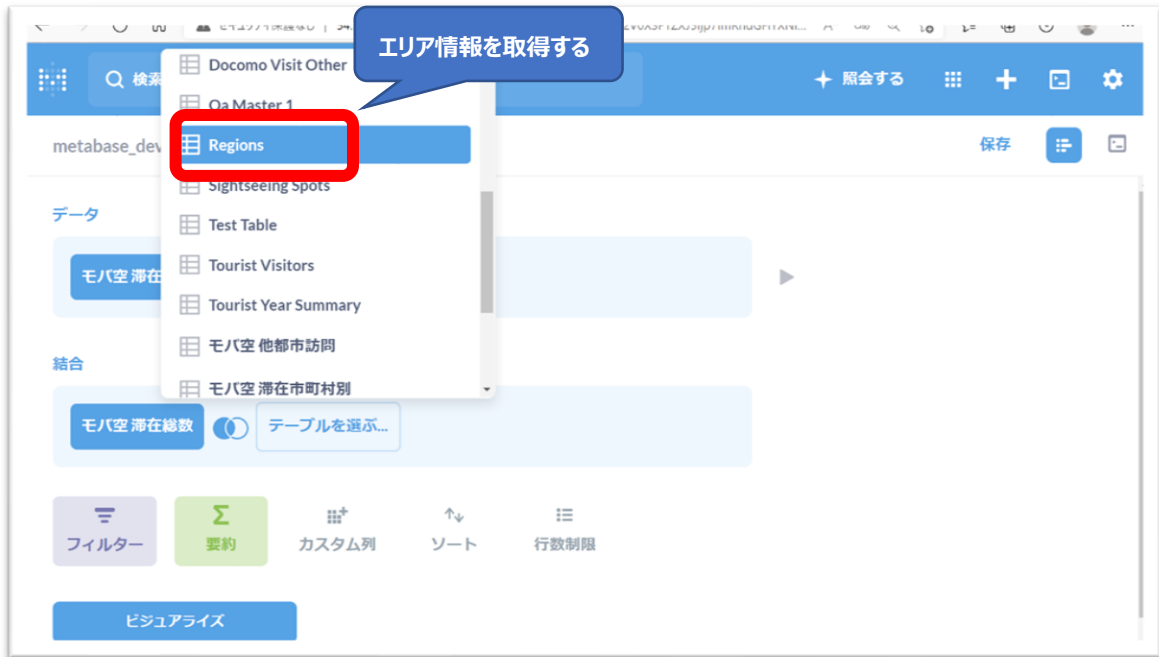 エリア情報を取得する
検索
照会する
metabase_dev
保存
Docomo Visit Other
Qa Master 1
Regions
Sightseeing Spots
Test Table
Tourist Visitors
Tourist Year Summary
モバ空 他都市訪問
モバ空 滞在市町村別
データ
モバ空 滞在
結合
モバ空 滞在総数
テーブルを選ぶ...
フィルター
要約
カスタム列
ソート
行数制限
ビジュアライズ